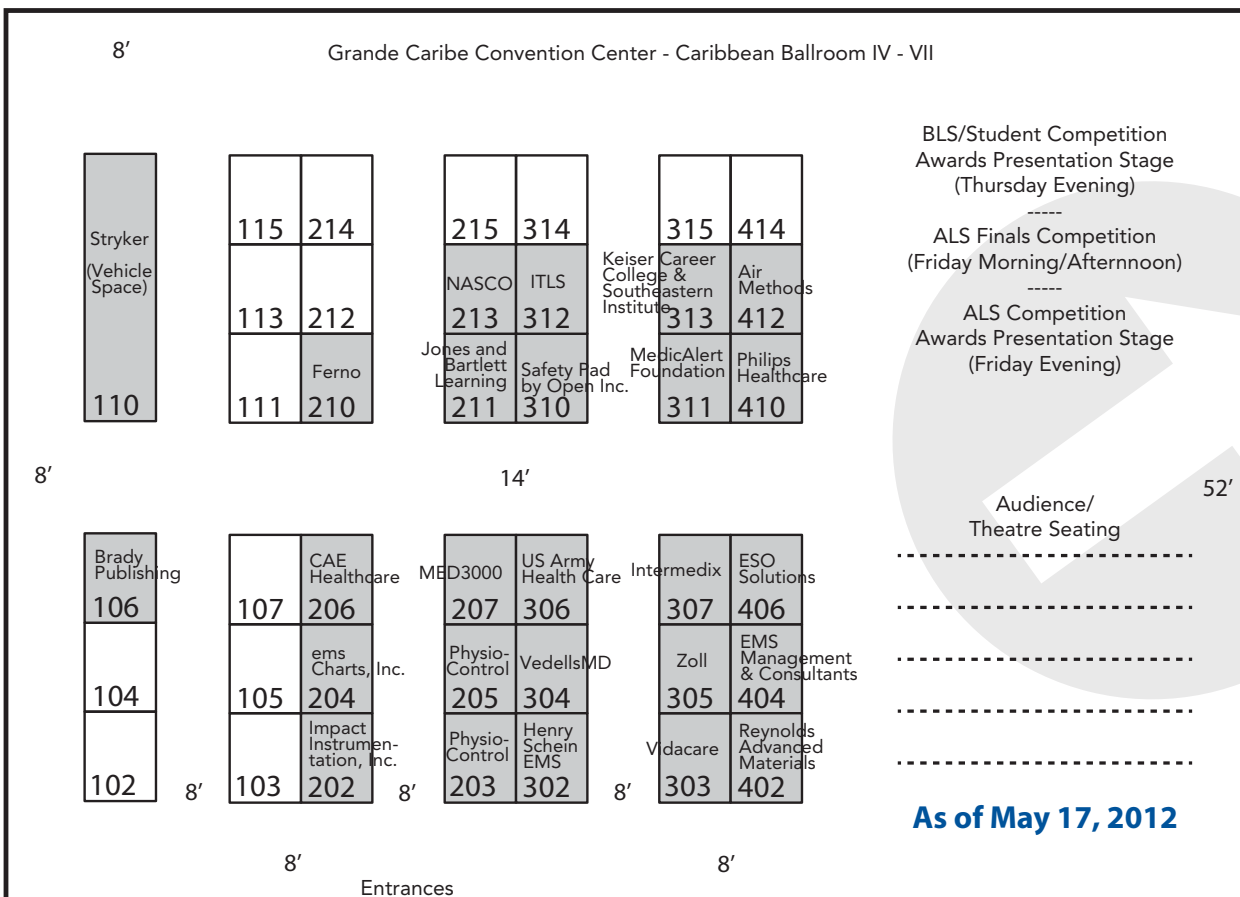 8’
Grande Caribe Convention Center - Caribbean Ballroom IV - VII
BLS/Student Competition
Awards Presentation Stage
(Thursday Evening)
-----
ALS Finals Competition
(Friday Morning/Afternnoon)
-----
ALS Competition
Awards Presentation Stage
(Friday Evening)
Stryker
(Vehicle
Space)
110
115 214
215 314
315 414
113 212
NASCO
213
ITLS
312
Keiser Career
College &
Southeastern
Institute
313
Air
Methods
412
111
Ferno
210
Jones and
Bartlett
Learning
211
Safety Pad
by Open Inc.
310
MedicAlert
Foundation
311
Philips
Healthcare
410
8’
14’
52’
Audience/
Theatre Seating
Brady
Publishing
106
107
CAE
Healthcare
206
MED3000
207
US Army
Health Care
306
Intermedix
307
ESO
Solutions
406
104
105
ems
Charts, Inc.
204
Physio-
Control
205
VedellsMD
304
Zoll
305
EMS
Management
& Consultants
404
102
8’
103
Impact
Instrumen-
tation, Inc.
202
8’
Physio-
Control
203
Henry
Schein
EMS
302
8’
Vidacare
303
Reynolds
Advanced
Materials
402
As of May 17, 2012
8’
8’
Entrances